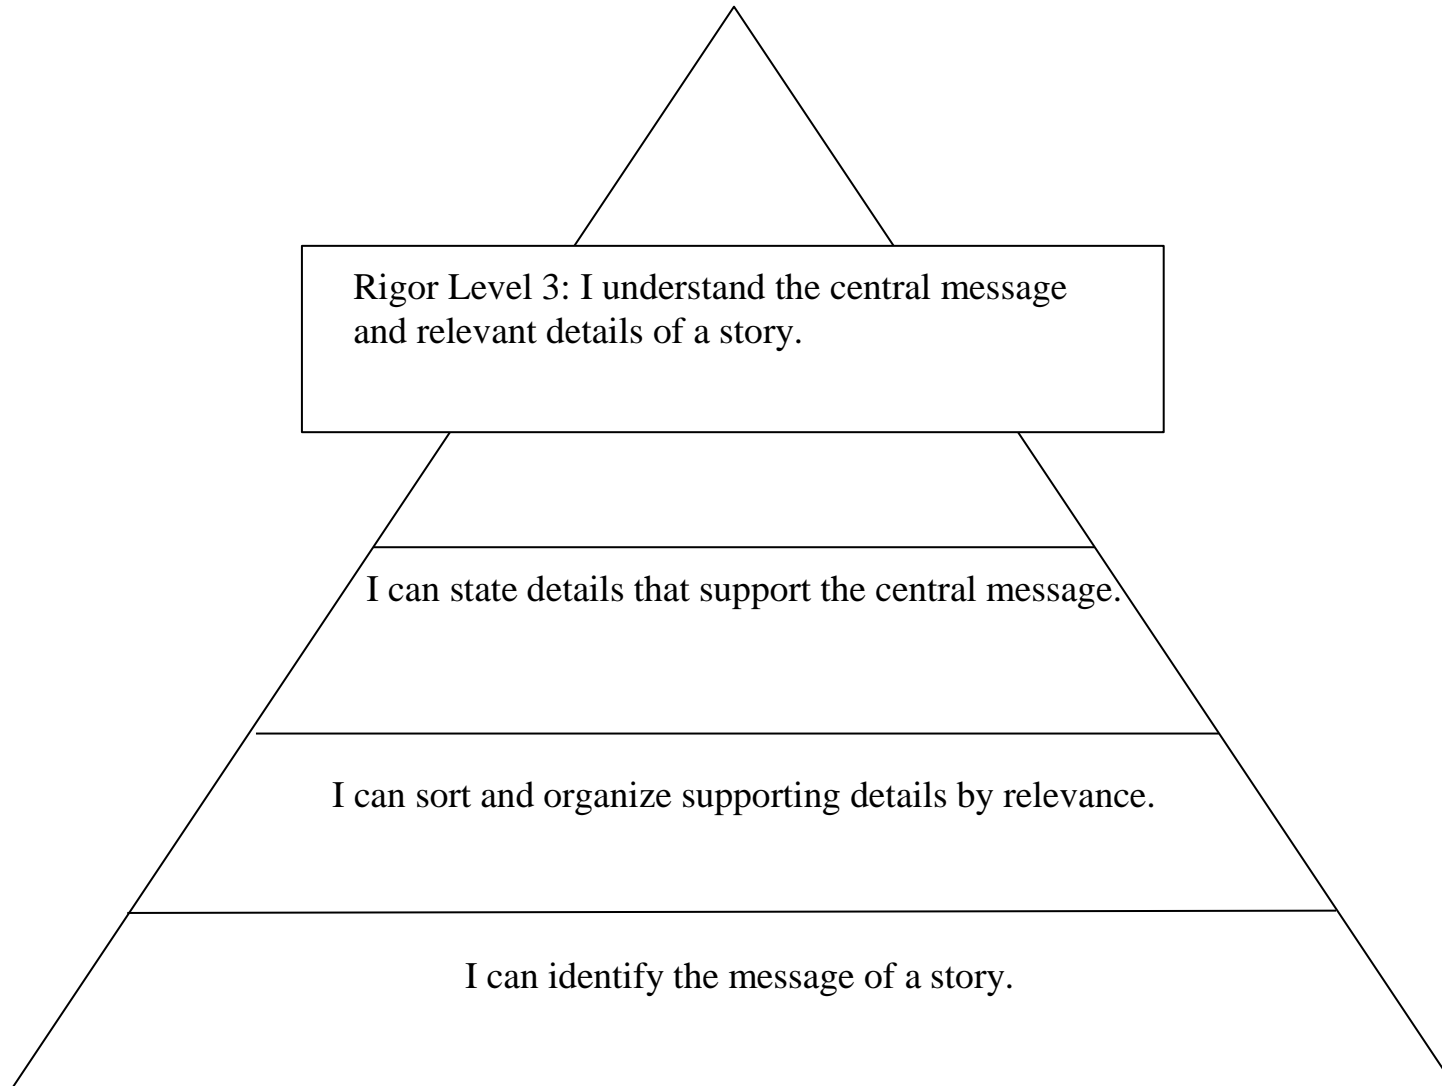 Rigor Level 3: I understand the central message
and relevant details of a story.
I can state details that support the central message.
I can sort and organize supporting details by relevance.
I can identify the message of a story.